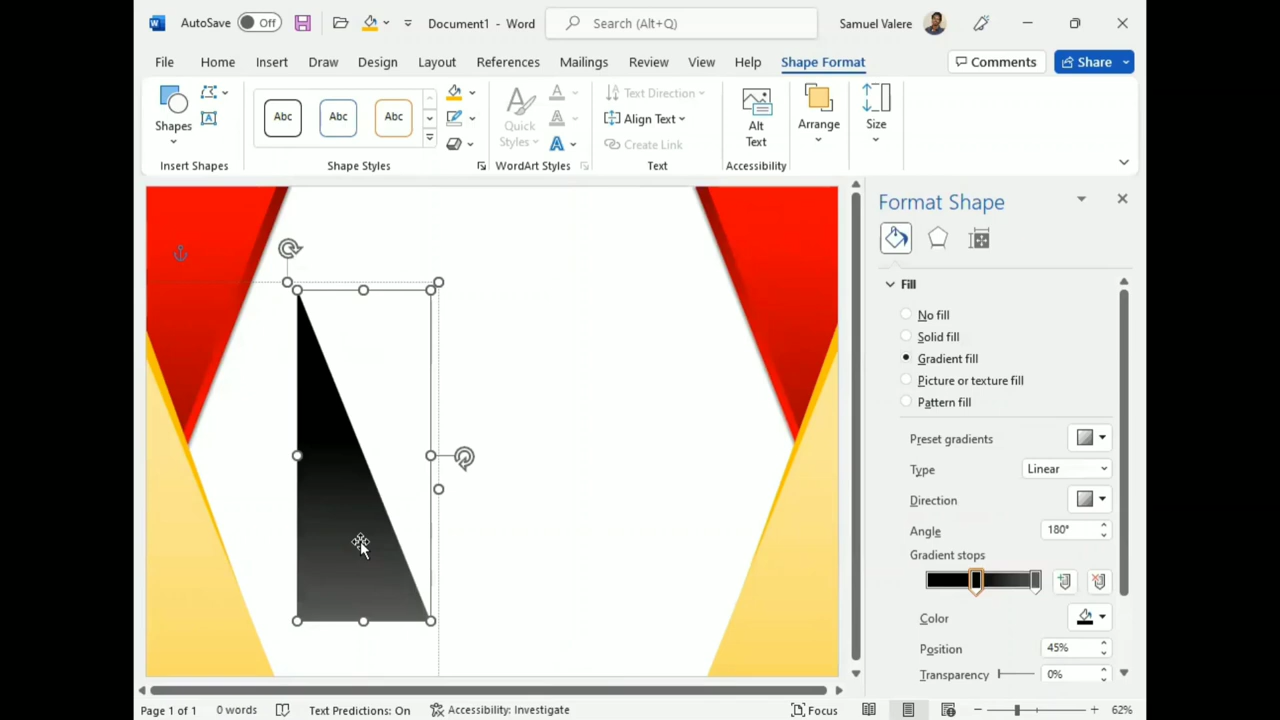 AutoSave Off Document1 - Word Search (Alt+Q) Samuel Valere
File Home Insert Draw Design Layout References Mailings Review View Help Shape Format Comments Share
Shapes
Insert Shapes
Abc Abc Abc
Shape Styles
Quick
Styles
WordArt Styles
Text Direction
Align Text
Create Link
Text
Alt
Text
Accessibility
Arrange
Size
Format Shape
Fill
No fill
Solid fill
Gradient fill
Picture or texture fill
Pattern fill
Preset gradients
Type Linear
Direction
Angle 180°
Gradient stops
Color
Position 45%
Transparency 0%
Page 1 of 1 0 words Text Predictions: On Accessibility: Investigate Focus 62%